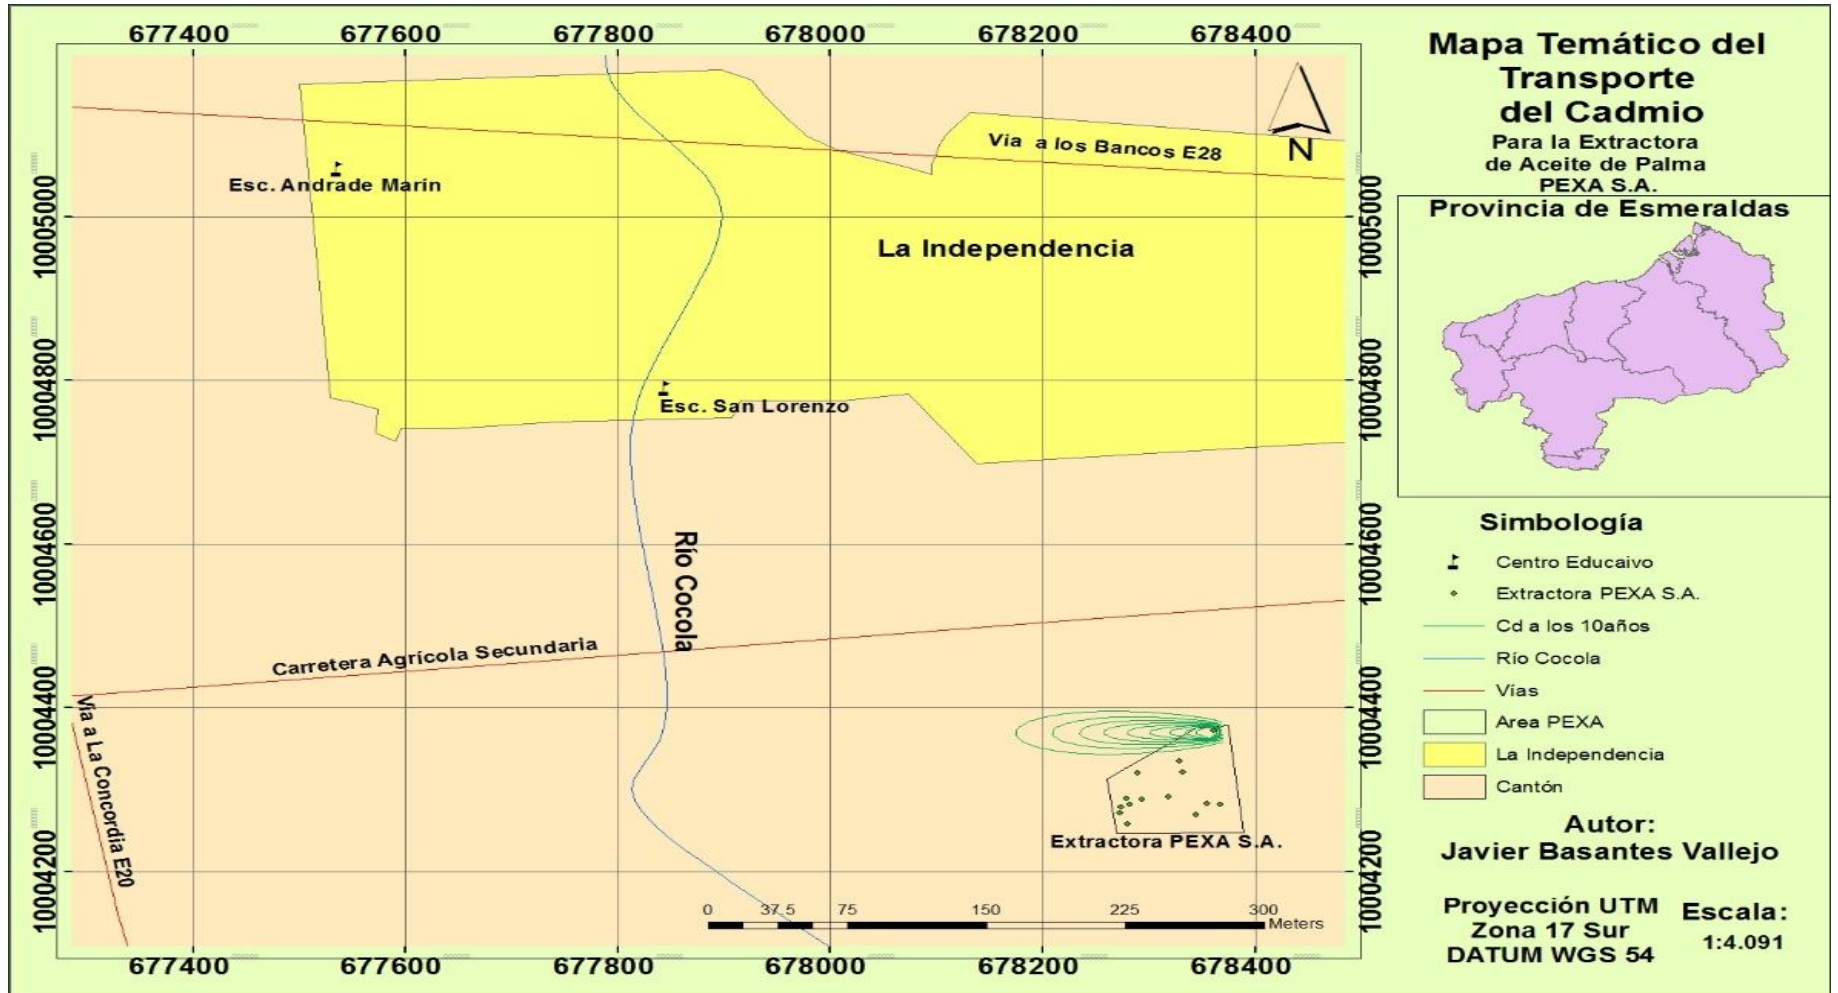 677400 677600 677800 678000 678200 678400
Mapa Temático del
Transporte
del Cadmio
Para la Extractora
de Aceite de Palma
PEXA S.A.
Provincia de Esmeraldas
N
Via a los Bancos E28
Esc. Andrade Marín
La Independencia
Esc. San Lorenzo
Río Cocola
Carretera Agrícola Secundaria
Vía a La Concordia E20
Extractora PEXA S.A.
10005000
10004800
10004600
10004400
10004200
10005000
10004800
10004600
10004400
10004200
0 37.5 75 150 225 300
Meters
677400 677600 677800 678000 678200 678400
Simbología
Centro Educaivo
Extractora PEXA S.A.
Cd a los 10años
Río Cocola
Vías
Area PEXA
La Independencia
Cantón
Autor:
Javier Basantes Vallejo
Proyección UTM
Zona 17 Sur
DATUM WGS 54
Escala:
1:4.091